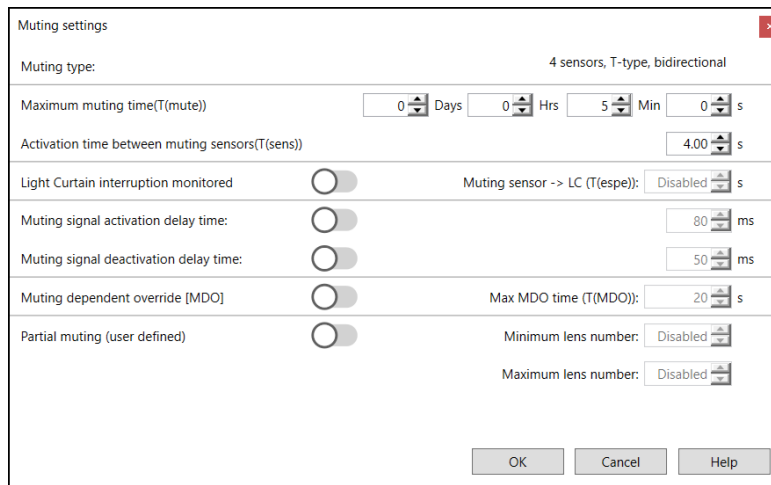 Muting settings
Muting type: 4 sensors, T-type, bidirectional
Maximum muting time(T(mute)) 0 Days 0 Hrs 5 Min 0 s
Activation time between muting sensors(T(sens)) 4.00 s
Light Curtain interruption monitored Muting sensor -> LC (T(espe)): Disabled s
Muting signal activation delay time: 80 ms
Muting signal deactivation delay time: 50 ms
Muting dependent override [MDO] Max MDO time (T(MDO)): 20 s
Partial muting (user defined) Minimum lens number: Disabled
Maximum lens number: Disabled
OK Cancel Help